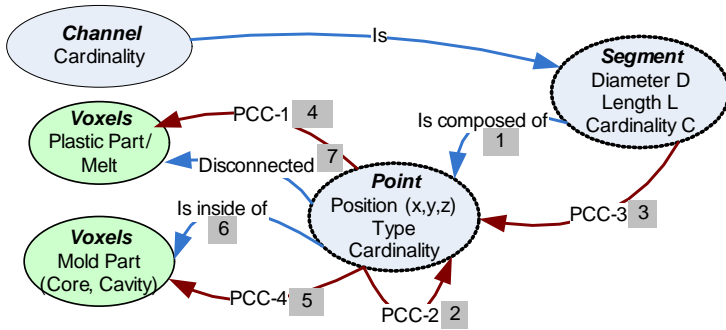 Channel
Cardinality
Is
Segment
Diameter D
Length L
Cardinality C
PCC-1 4
Voxels
Plastic Part/
Melt
Is composed of
1
Disconnected 7
Point
Position (x,y,z)
Type
Cardinality
Is inside of
6
PCC-3 3
Voxels
Mold Part
(Core, Cavity)
PCC-4 5
PCC-2 2